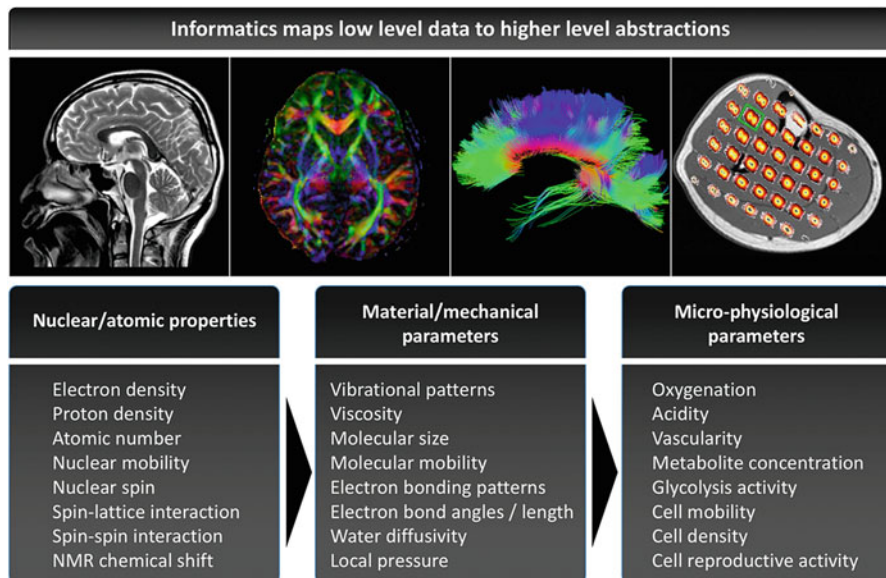 Informatics maps low level data to higher level abstractions
Nuclear/atomic properties
Electron density
Proton density
Atomic number
Nuclear mobility
Nuclear spin
Spin-lattice interaction
Spin-spin interaction
NMR chemical shift
Material/mechanical
parameters
Vibrational patterns
Viscosity
Molecular size
Molecular mobility
Electron bonding patterns
Electron bond angles / length
Water diffusivity
Local pressure
Micro-physiological
parameters
Oxygenation
Acidity
Vascularity
Metabolite concentration
Glycolysis activity
Cell mobility
Cell density
Cell reproductive activity